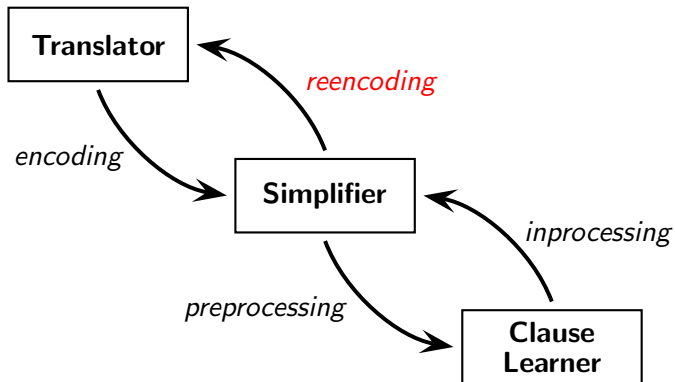 Translator
reencoding
encoding
Simplifier
inprocessing
preprocessing
Clause
Learner